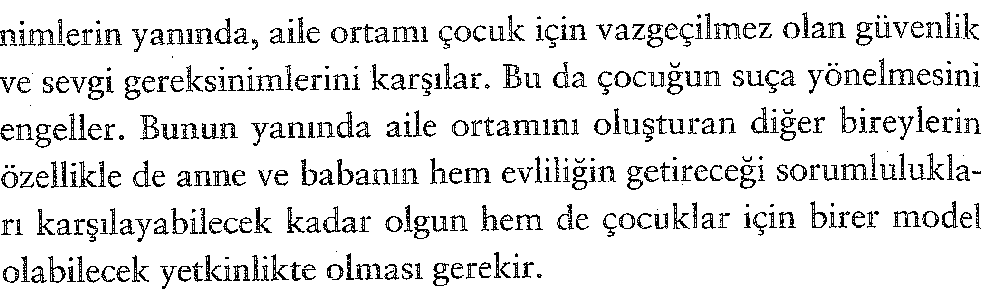 nimlerin yanında, aile ortamı çocuk için vazgeçilmez olan güvenlik
ve sevgi gereksinimlerini karşılar. Bu da çocuğun suça yönelmesini
engeller. Bunun yanında aile ortamını oluşturan diğer bireylerin
özellikle de anne ve babanın hem evliliğin getireceği sorumlulukla-
rı karşılayabilecek kadar olgun hem de çocuklar için birer model
olabilecek yetkinlikte olması gerekir.